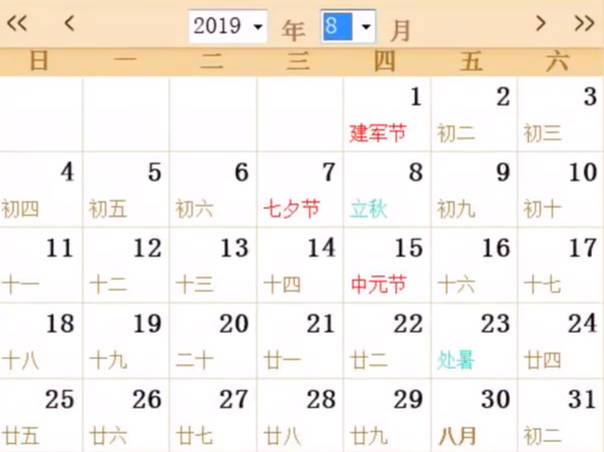 << < 2019 年 8 月 > >>
日 一 二 三 四 五 六
1 2 3
建军节 初二 初三
4 5 6 7 8 9 10
初四 初五 初六 七夕节 立秋 初九 初十
11 12 13 14 15 16 17
十一 十二 十三 十四 中元节 十六 十七
18 19 20 21 22 23 24
十八 十九 二十 廿一 廿二 处暑 廿四
25 26 27 28 29 30 31
廿五 廿六 廿七 廿八 廿九 八月 初二